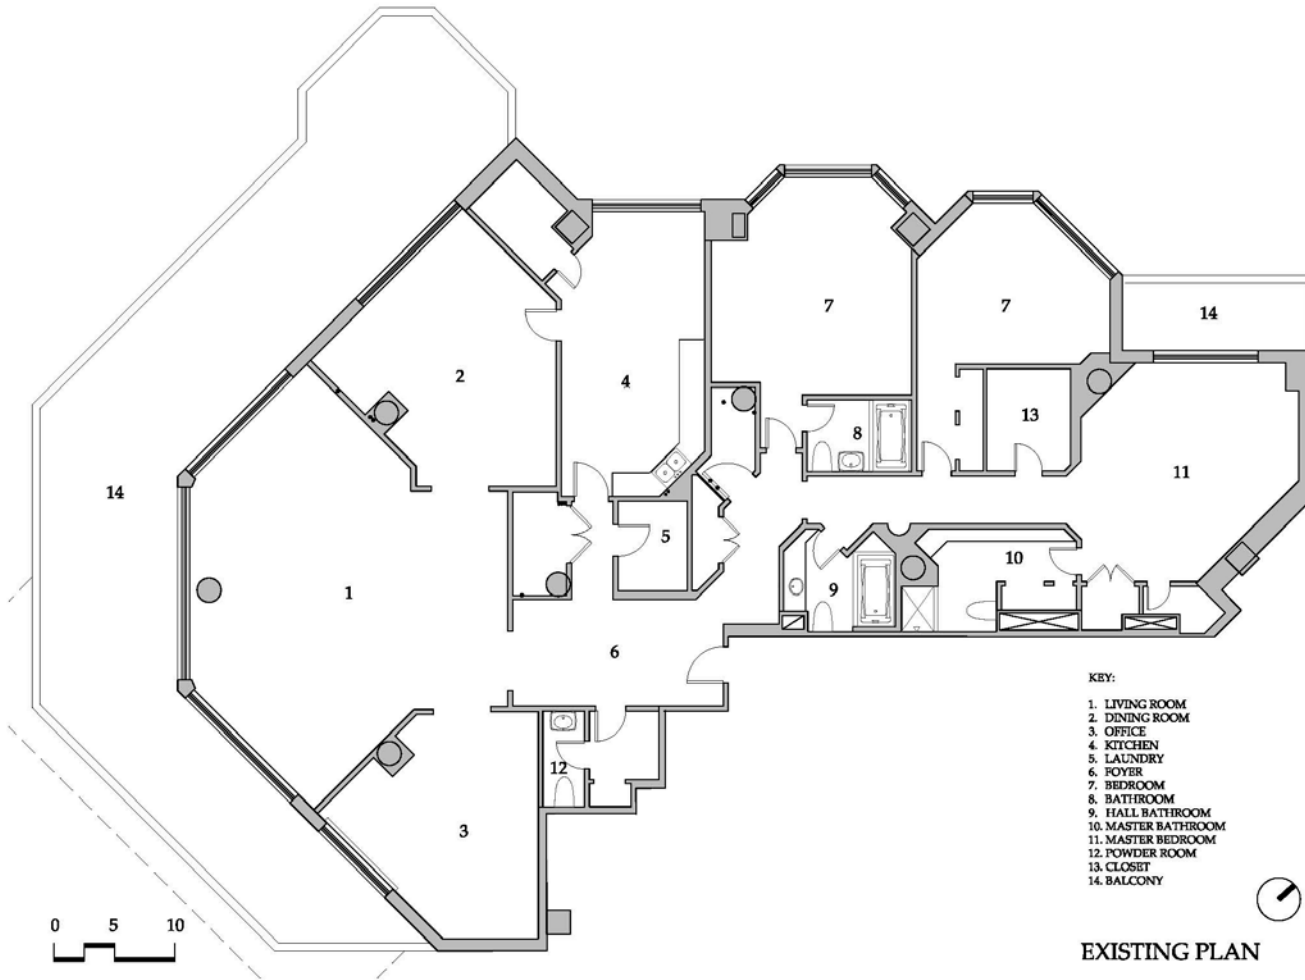 7
7
14
2
4
13
8
14
11
5
10
1
9
6
KEY:
1. LIVING ROOM
2. DINING ROOM
3. OFFICE
4. KITCHEN
5. LAUNDRY
6. FOYER
7. BEDROOM
8. BATHROOM
9. HALL BATHROOM
10. MASTER BATHROOM
11. MASTER BEDROOM
12. POWDER ROOM
13. CLOSET
14. BALCONY
12
3
0 5 10
EXISTING PLAN